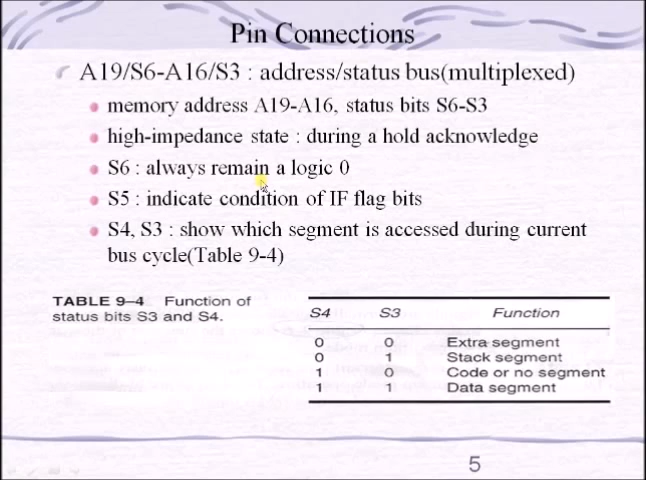 Pin Connections
A19/S6-A16/S3 : address/status bus(multiplexed)
memory address A19-A16, status bits S6-S3
high-impedance state : during a hold acknowledge
S6 : always remain a logic 0
S5 : indicate condition of IF flag bits
S4, S3 : show which segment is accessed during current
bus cycle(Table 9-4)
TABLE 9–4 Function of
status bits S3 and S4.
S4 S3 Function
0 0 Extra segment
0 1 Stack segment
1 0 Code or no segment
1 1 Data segment
5